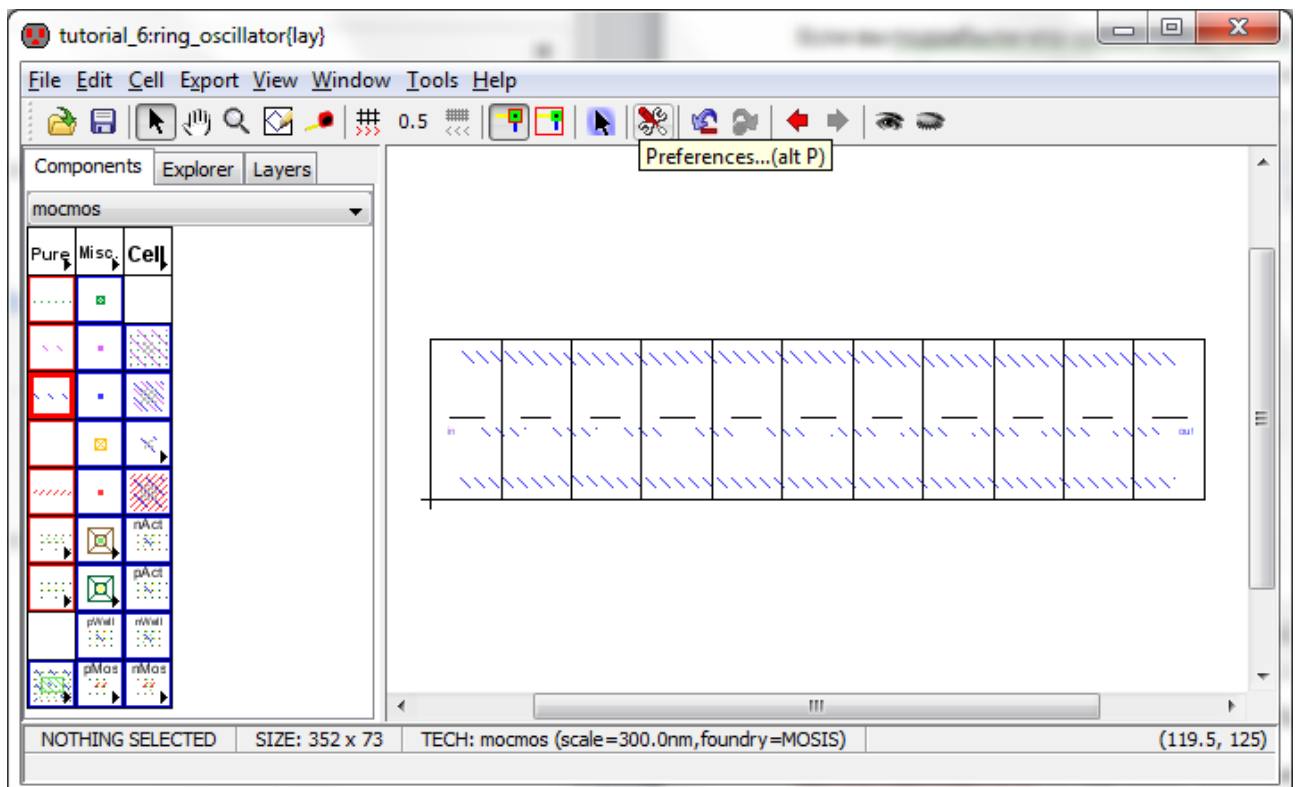 tutorial_6:ring_oscillator{lay}
File Edit Cell Export View Window Tools Help
0.5
Preferences...(alt P)
Components Explorer Layers
mocmos
Pure Misc. Cell
nAct
pAct
pWell nWell
pMos nMos
in out
NOTHING SELECTED SIZE: 352 x 73 TECH: mocmos (scale=300.0nm,foundry=MOSIS) (119.5, 125)